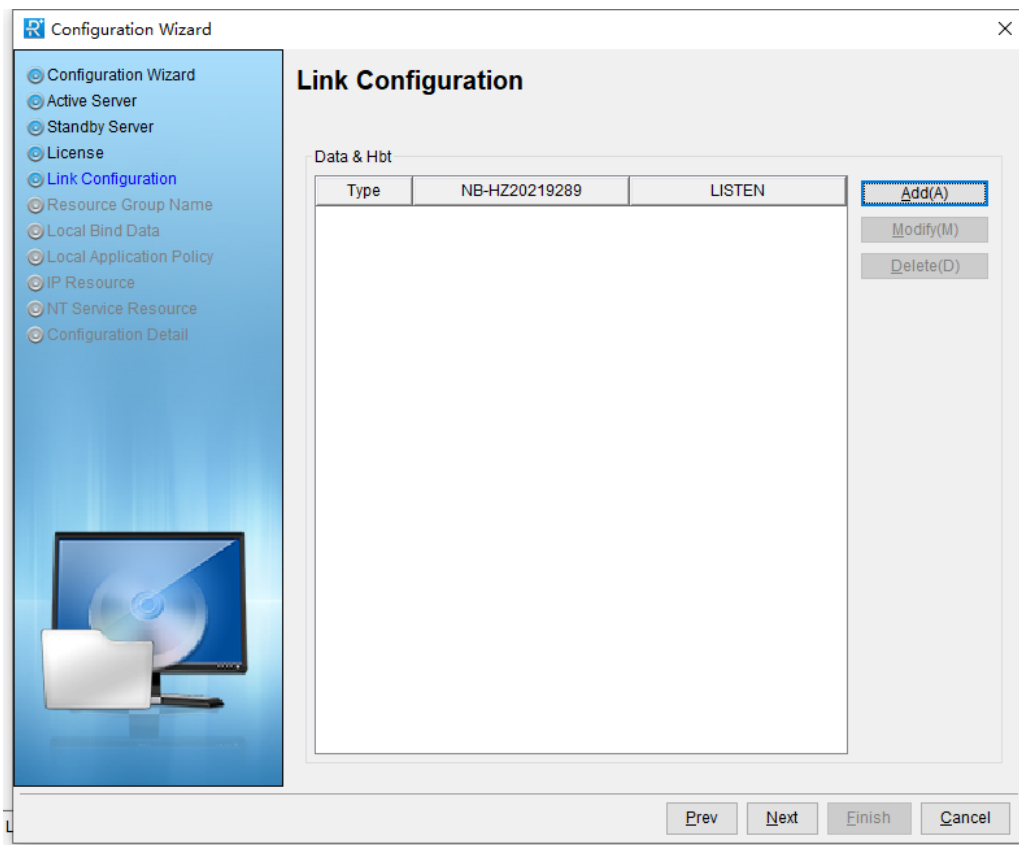 Configuration Wizard
Configuration Wizard
Active Server
Standby Server
License
Link Configuration
Resource Group Name
Local Bind Data
Local Application Policy
IP Resource
NT Service Resource
Configuration Detail
Link Configuration
Data & Hbt
Type NB-HZ20219289 LISTEN
Add(A)
Modify(M)
Delete(D)
Prev Next Finish Cancel